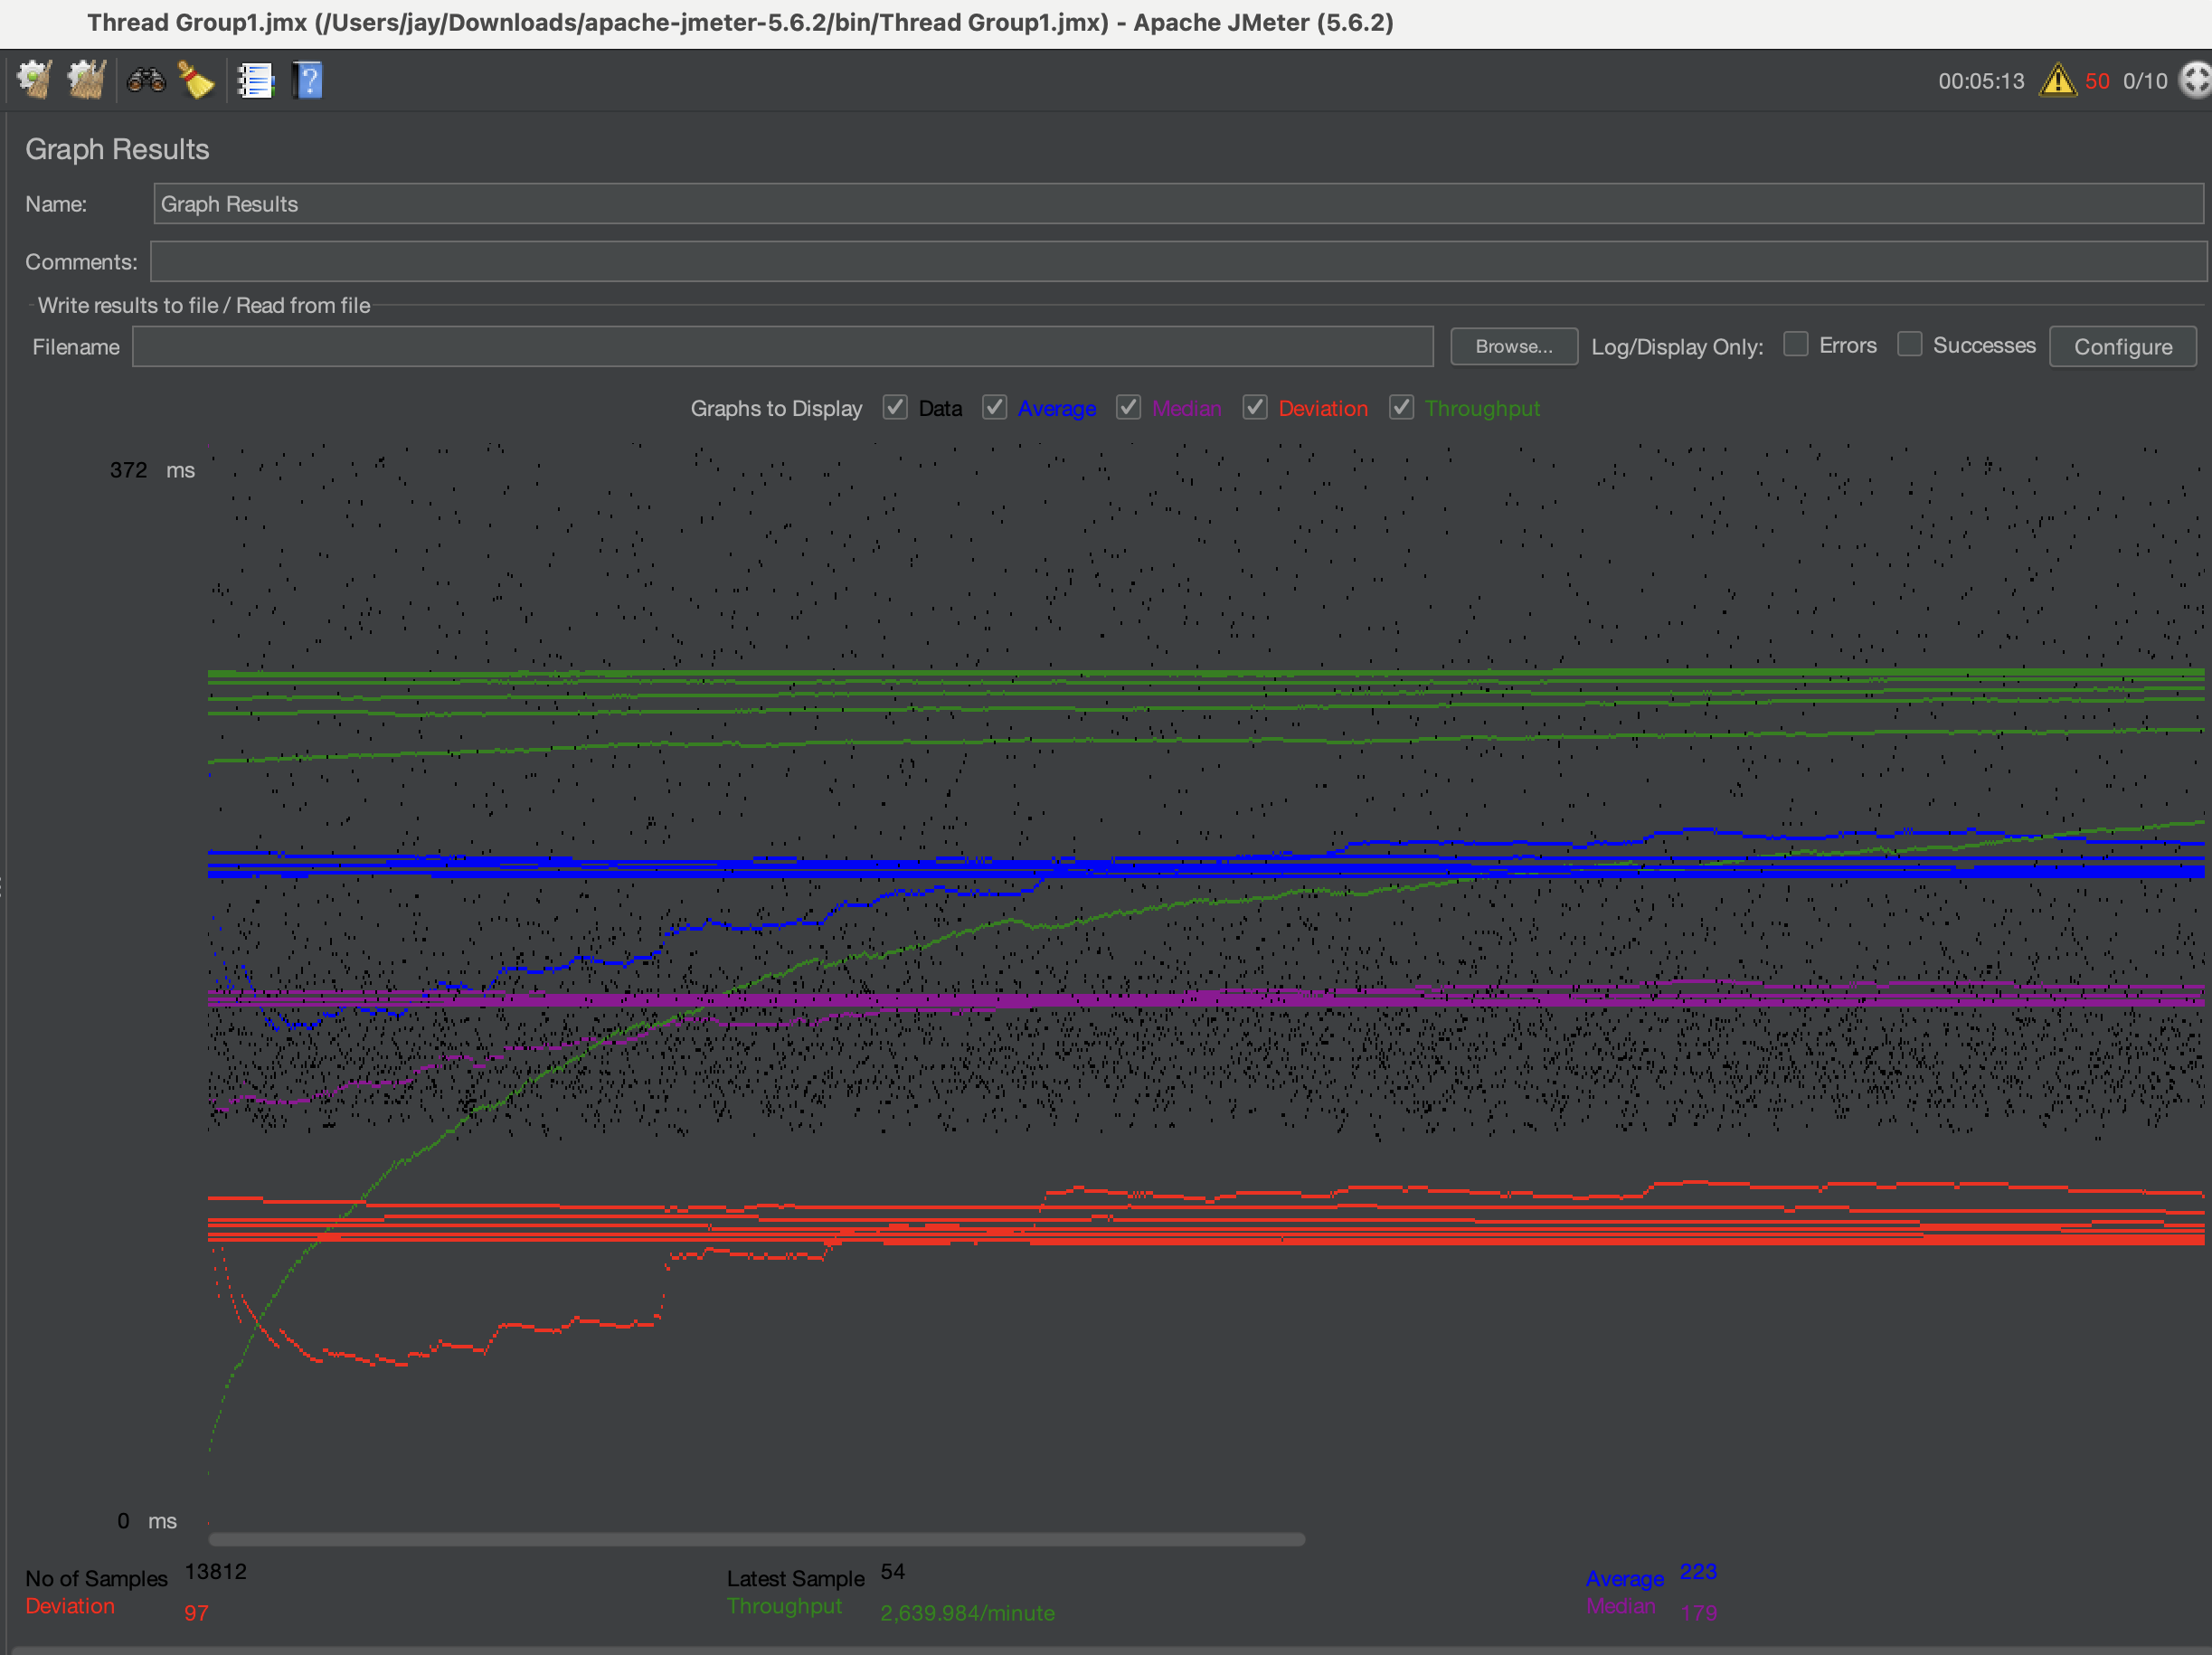 Thread Group1.jmx (/Users/jay/Downloads/apache-jmeter-5.6.2/bin/Thread Group1.jmx) - Apache JMeter (5.6.2)
00:05:13 50 0/10
Graph Results
Name: Graph Results
Comments:
Write results to file / Read from file
Filename Browse... Log/Display Only: Errors Successes Configure
Graphs to Display Data Average Median Deviation Throughput
372 ms
0 ms
No of Samples 13812 Latest Sample 54 Average 223
Deviation 97 Throughput 2,639.984/minute Median 179